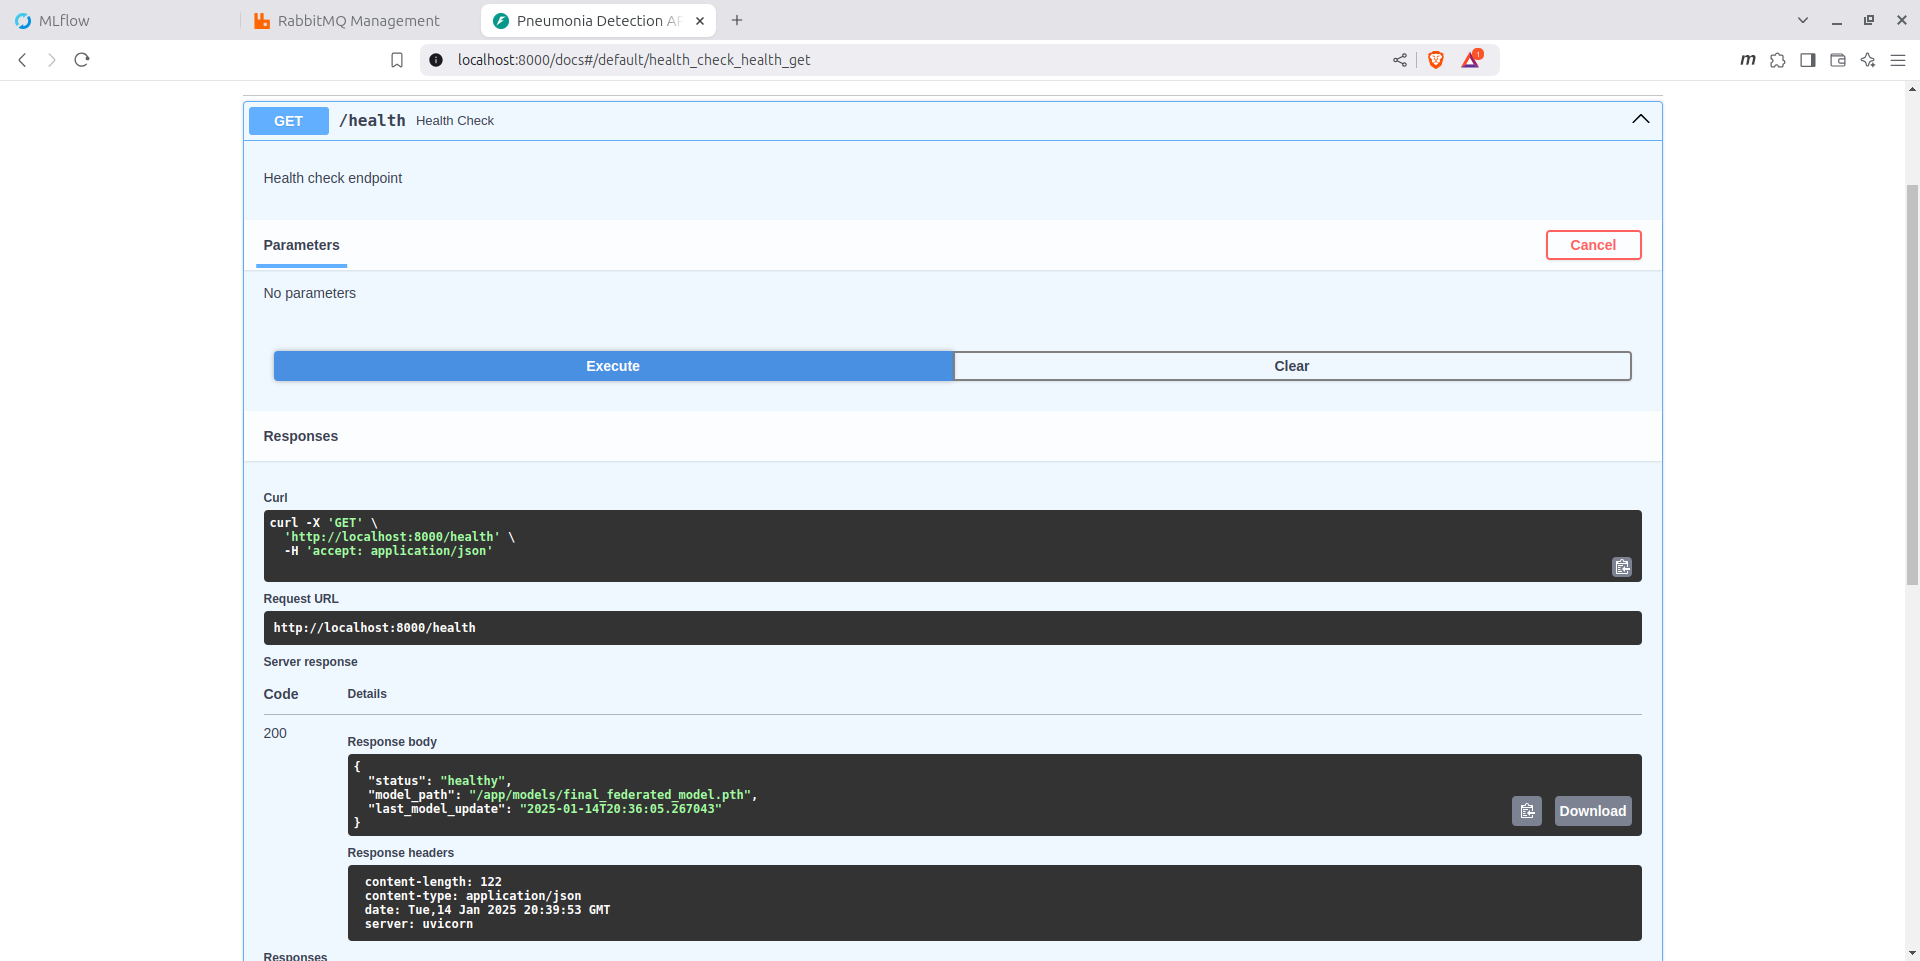 MLflow
RabbitMQ Management
Pneumonia Detection
localhost:8000/docs#/default/health_check_health_get
1
m
GET /health Health Check
Health check endpoint
Parameters
Cancel
No parameters
Execute
Clear
Responses
Curl
curl -X 'GET' \
'http://localhost:8000/health' \
-H 'accept: application/json'
Request URL
http://localhost:8000/health
Server response
Code Details
200
Response body
{
"status": "healthy",
"model_path": "/app/models/final_federated_model.pth",
"last_model_update": "2025-01-14T20:36:05.267043"
}
Download
Response headers
content-length: 122
content-type: application/json
date: Tue,14 Jan 2025 20:39:53 GMT
server: uvicorn
Responses